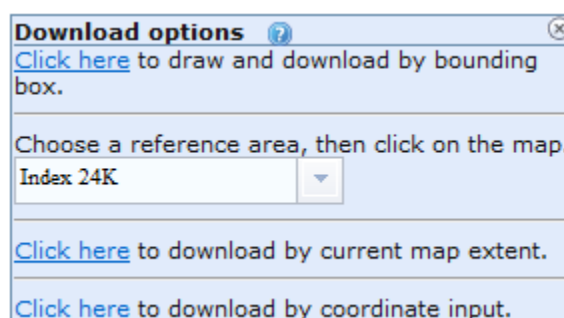 Download options
Click here to draw and download by bounding
box.
Choose a reference area, then click on the map.
Index 24K
Click here to download by current map extent.
Click here to download by coordinate input.